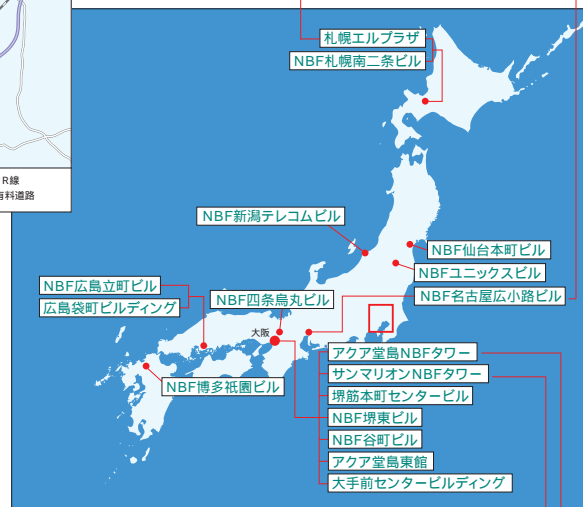 札幌エルプラザ
NBF札幌南二条ビル
R線
有料道路
NBF新潟テレコムビル
NBF仙台本町ビル
NBFユニックスビル
NBF広島立町ビル
広島袋町ビルディング
NBF四条烏丸ビル
NBF名古屋広小路ビル
大阪
アクア堂島NBFタワー
サンマリオンNBFタワー
堺筋本町センタービル
NBF堺東ビル
NBF谷町ビル
アクア堂島東館
大手前センタービルディング
NBF博多祇園ビル